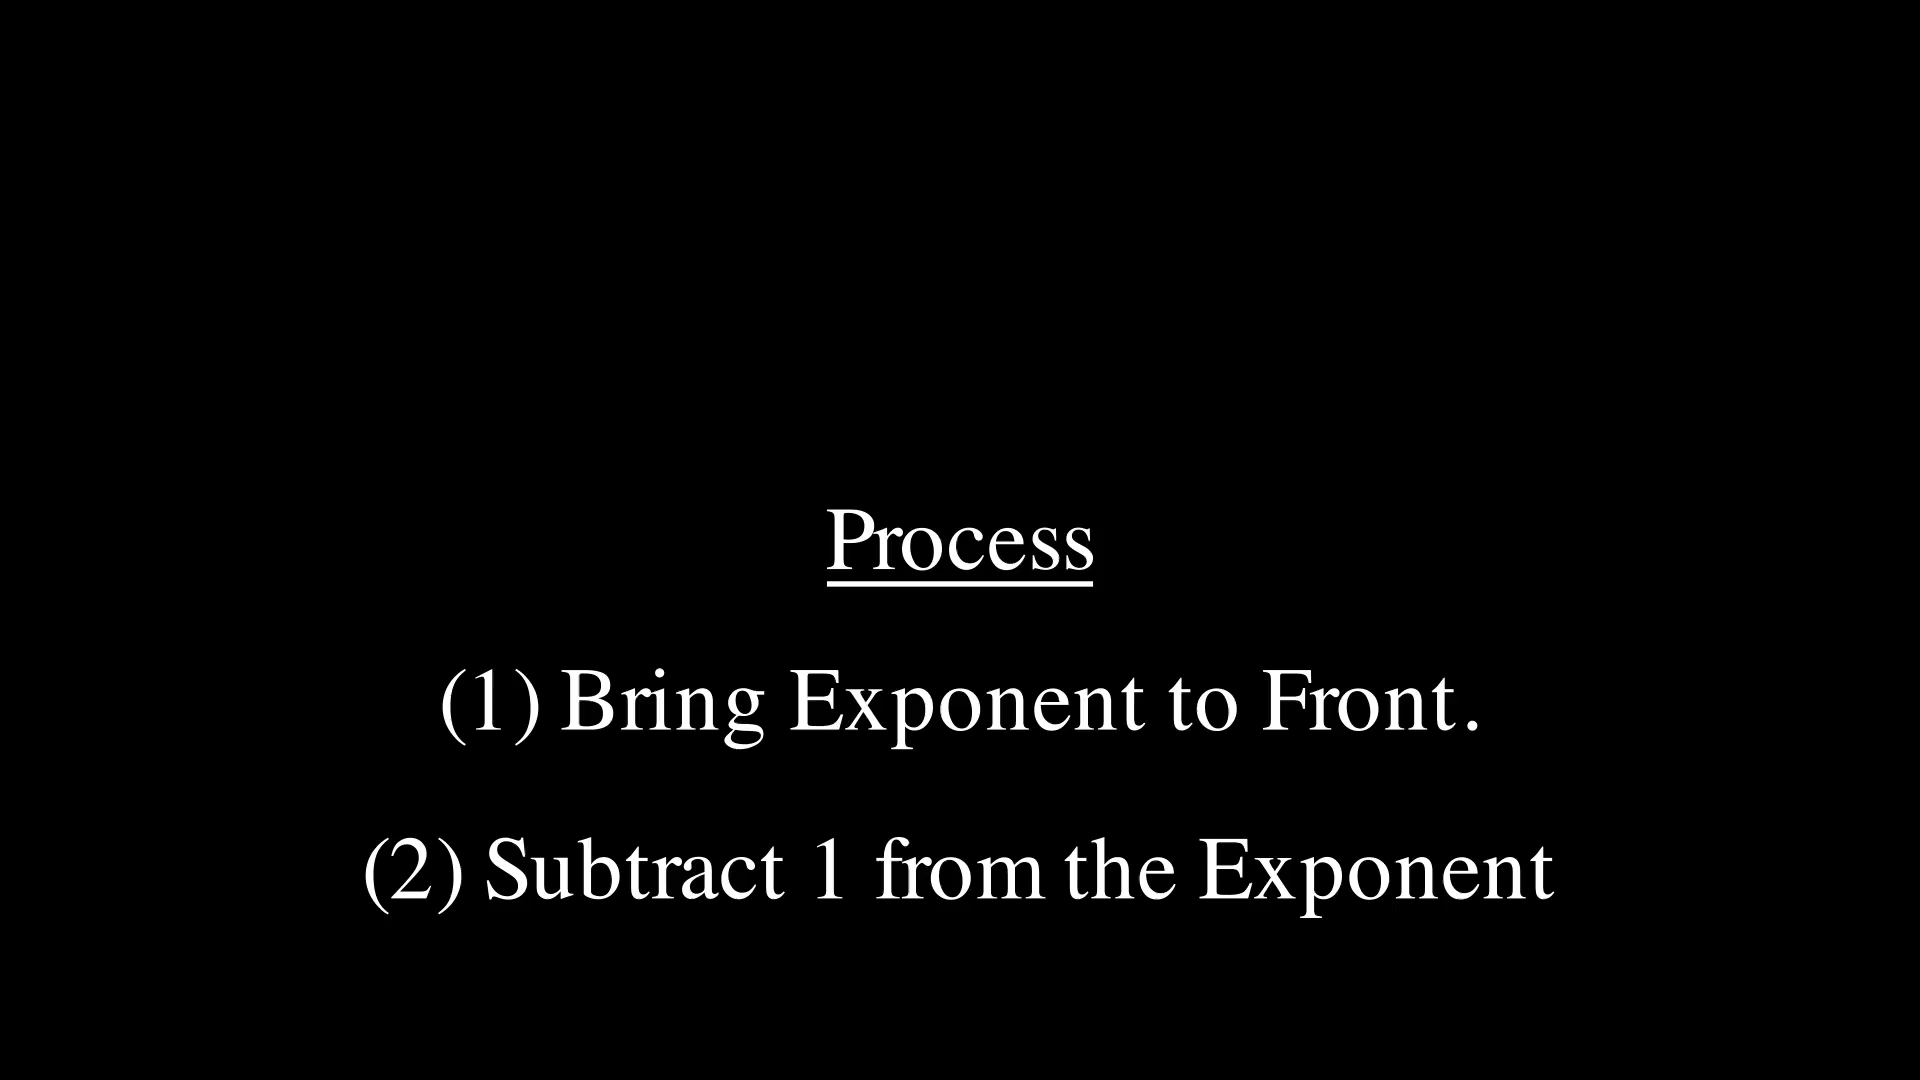 Process
(1) Bring Exponent to Front.
(2) Subtract 1 from the Exponent